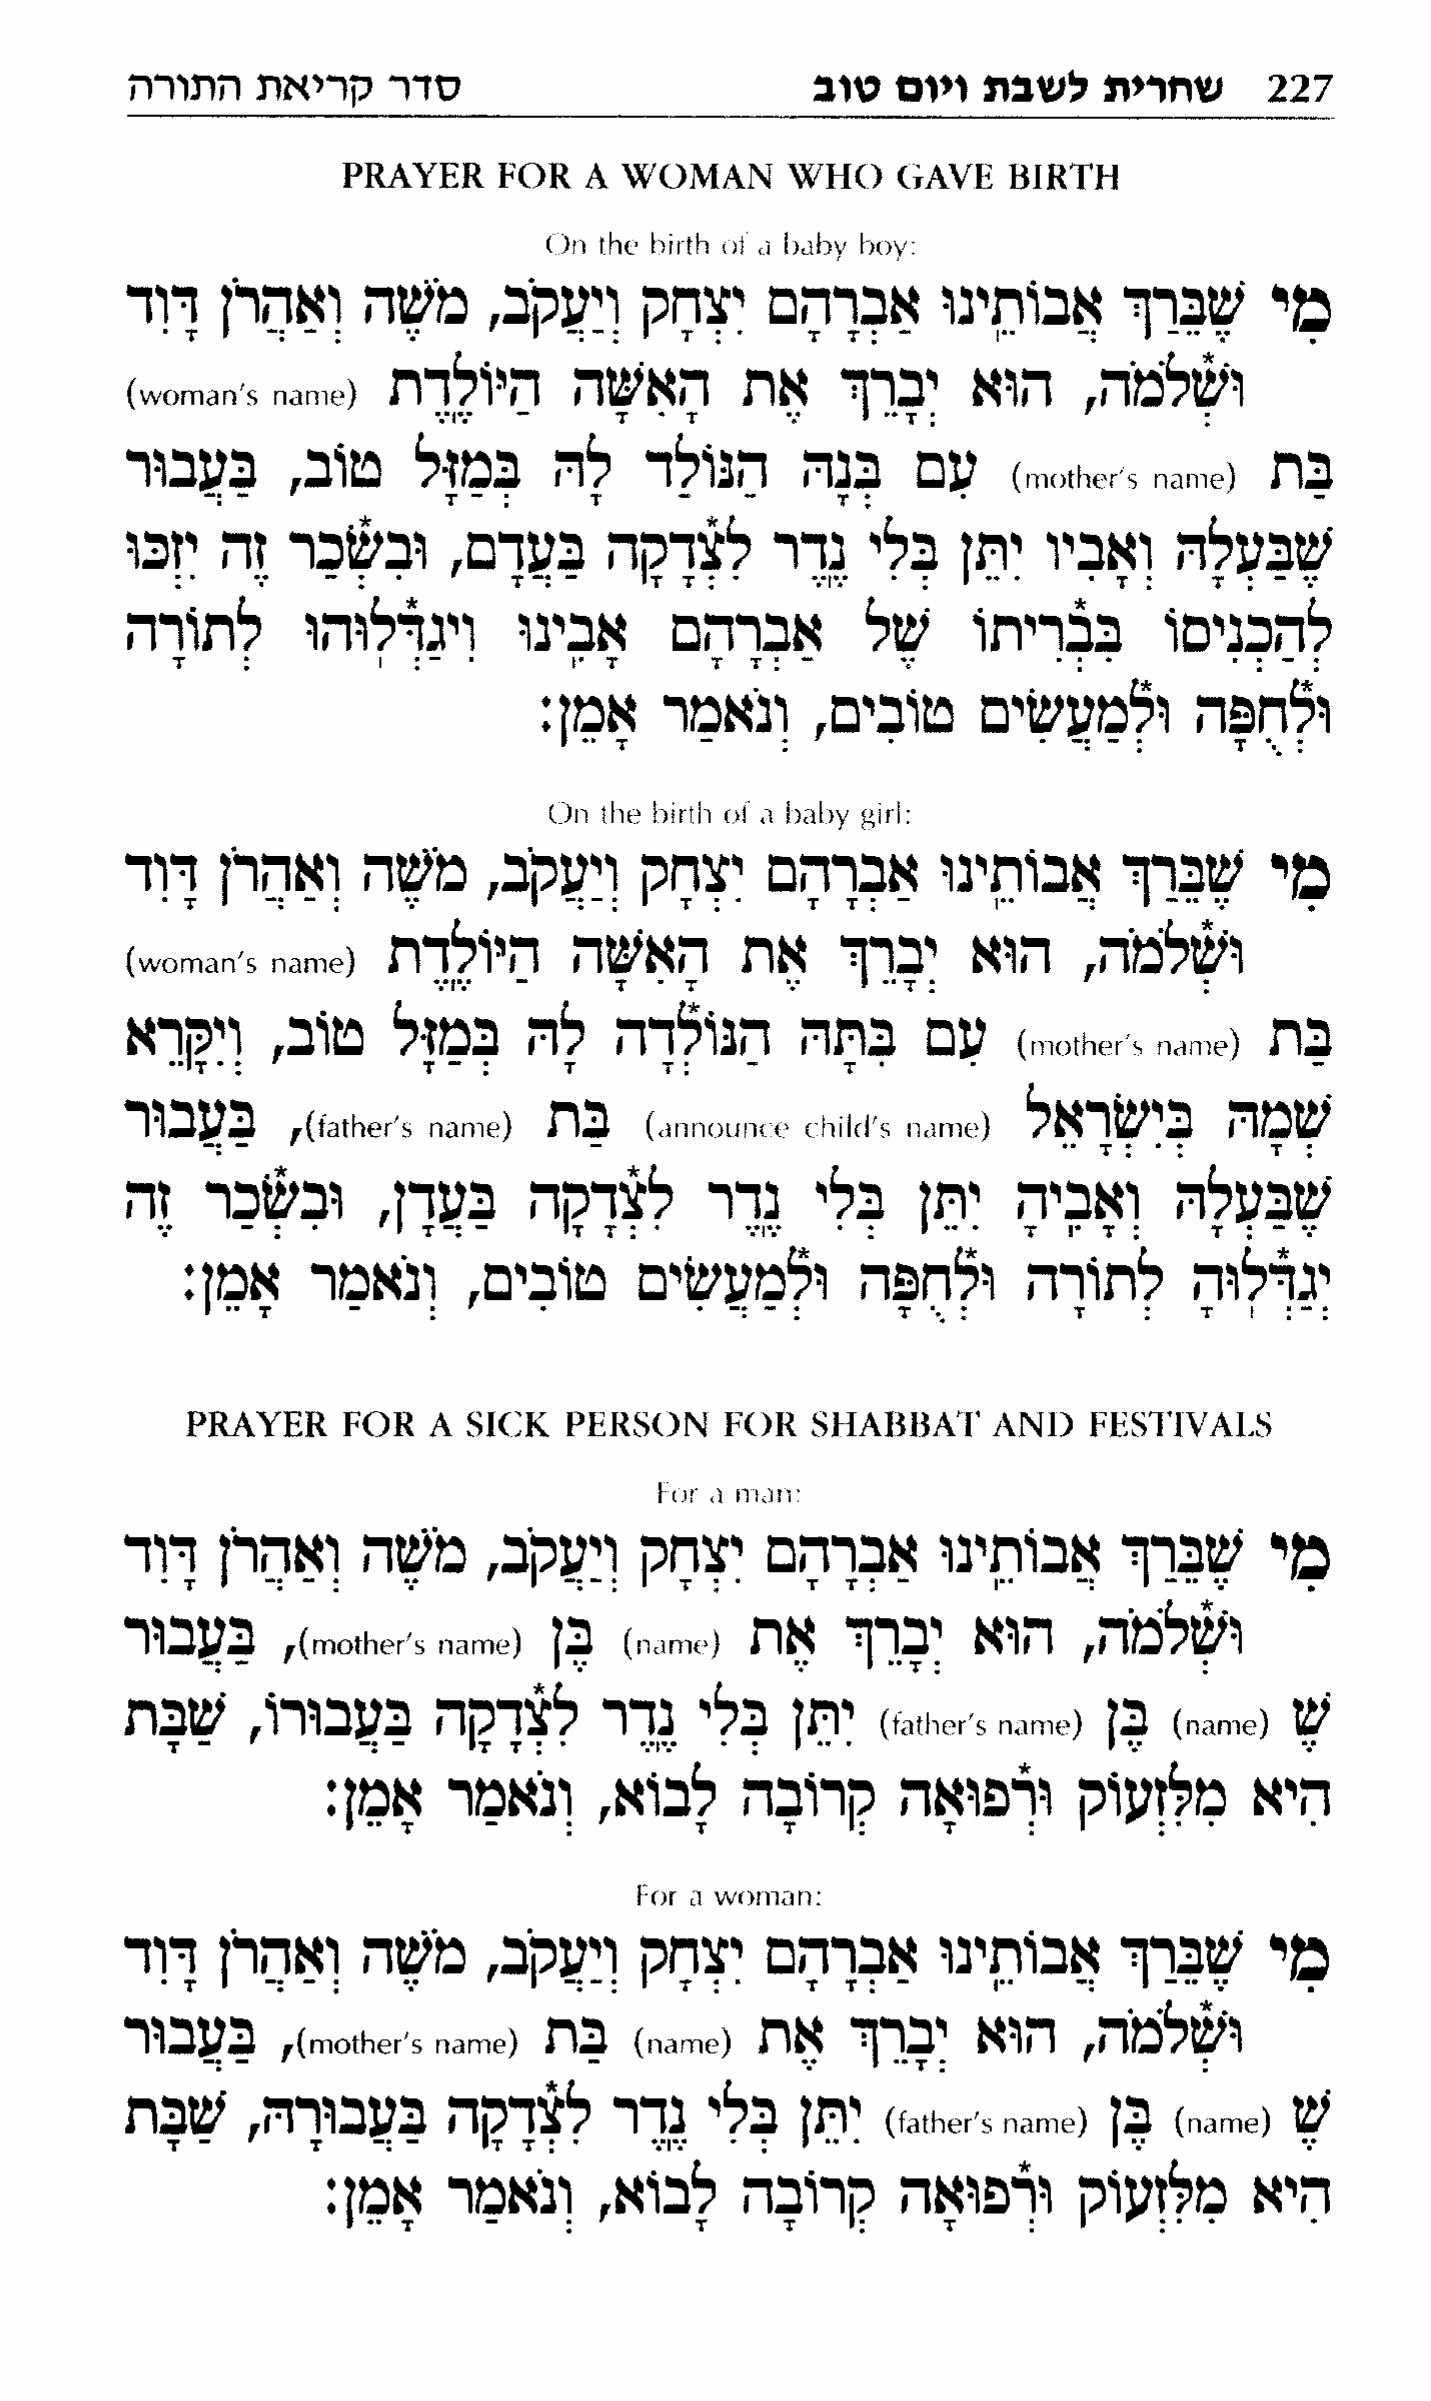 227 שחרית לשבת ויום טוב סדר קריאת התורה
PRAYER FOR A WOMAN WHO GAVE BIRTH
On the birth of a baby boy:
מִי שֶׁבֵּרַךְ אֲבוֹתֵֽינוּ אַבְרָהָם יִצְחָק וְיַעֲקֹב, מֹשֶׁה וְאַהֲרֹן דָּוִד
וּשְׁ֯לֹמֹה, הוּא יְבָרֵךְ אֶת הָאִשָּׁה הַיּוֹלֶֽדֶת (woman's name)
בַּת (mother's name) עִם בְּנָהּ הַנּוֹלַד לָהּ בְּמַזָּל טוֹב, בַּעֲבוּר
שֶׁבַּעְלָהּ וְאָבִיו יִתֵּן בְּלִי נֶֽדֶר לִצְ֯דָקָה בַּעֲדָם, וּבִשְׂ֯כַר זֶה יִזְכּוּ
לְהַכְנִיסוֹ בִּבְ֯רִיתוֹ שֶׁל אַבְרָהָם אָבִֽינוּ וִיגַדְּ֯לֽוּהוּ לְתוֹרָה
וּלְ֯חֻפָּה וּלְ֯מַעֲשִׂים טוֹבִים, וְנֹאמַר אָמֵן:
On the birth of a baby girl:
מִי שֶׁבֵּרַךְ אֲבוֹתֵֽינוּ אַבְרָהָם יִצְחָק וְיַעֲקֹב, מֹשֶׁה וְאַהֲרֹן דָּוִד
וּשְׁ֯לֹמֹה, הוּא יְבָרֵךְ אֶת הָאִשָּׁה הַיּוֹלֶֽדֶת (woman's name)
בַּת (mother's name) עִם בִּתָּהּ הַנּוֹלְ֯דָה לָהּ בְּמַזָּל טוֹב, וְיִקָּרֵא
שְׁמָהּ בְּיִשְׂרָאֵל (announce child's name) בַּת (father's name), בַּעֲבוּר
שֶׁבַּעְלָהּ וְאָבִֽיהָ יִתֵּן בְּלִי נֶֽדֶר לִצְ֯דָקָה בַּעֲדָן, וּבִשְׂ֯כַר זֶה
יְגַדְּ֯לֽוּהָ לְתוֹרָה וּלְ֯חֻפָּה וּלְ֯מַעֲשִׂים טוֹבִים, וְנֹאמַר אָמֵן:
PRAYER FOR A SICK PERSON FOR SHABBAT AND FESTIVALS
For a man:
מִי שֶׁבֵּרַךְ אֲבוֹתֵֽינוּ אַבְרָהָם יִצְחָק וְיַעֲקֹב, מֹשֶׁה וְאַהֲרֹן דָּוִד
וּשְׁ֯לֹמֹה, הוּא יְבָרֵךְ אֶת (name) בֶּן (mother's name), בַּעֲבוּר
שֶׁ (name) בֶּן (father's name) יִתֵּן בְּלִי נֶֽדֶר לִצְ֯דָקָה בַּעֲבוּרוֹ, שַׁבָּת
הִיא מִלִּזְעוֹק וּרְ֯פוּאָה קְרוֹבָה לָבוֹא, וְנֹאמַר אָמֵן:
For a woman:
מִי שֶׁבֵּרַךְ אֲבוֹתֵֽינוּ אַבְרָהָם יִצְחָק וְיַעֲקֹב, מֹשֶׁה וְאַהֲרֹן דָּוִד
וּשְׁ֯לֹמֹה, הוּא יְבָרֵךְ אֶת (name) בַּת (mother's name), בַּעֲבוּר
שֶׁ (name) בֶּן (father's name) יִתֵּן בְּלִי נֶֽדֶר לִצְ֯דָקָה בַּעֲבוּרָהּ, שַׁבָּת
הִיא מִלִּזְעוֹק וּרְ֯פוּאָה קְרוֹבָה לָבוֹא, וְנֹאמַר אָמֵן: